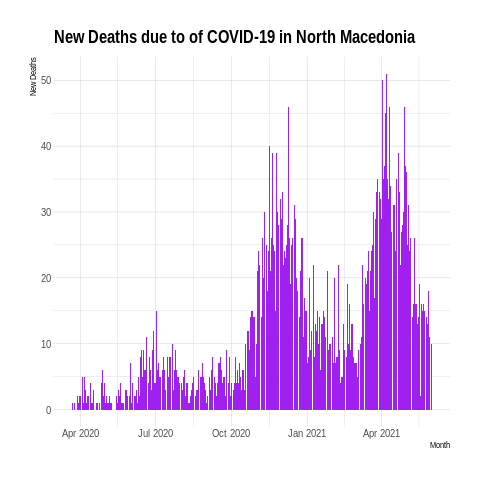 New Deaths due to of COVID-19 in North Macedonia
New Deaths
50
40
30
20
10
0
Apr 2020 Jul 2020 Oct 2020 Jan 2021 Apr 2021
Month